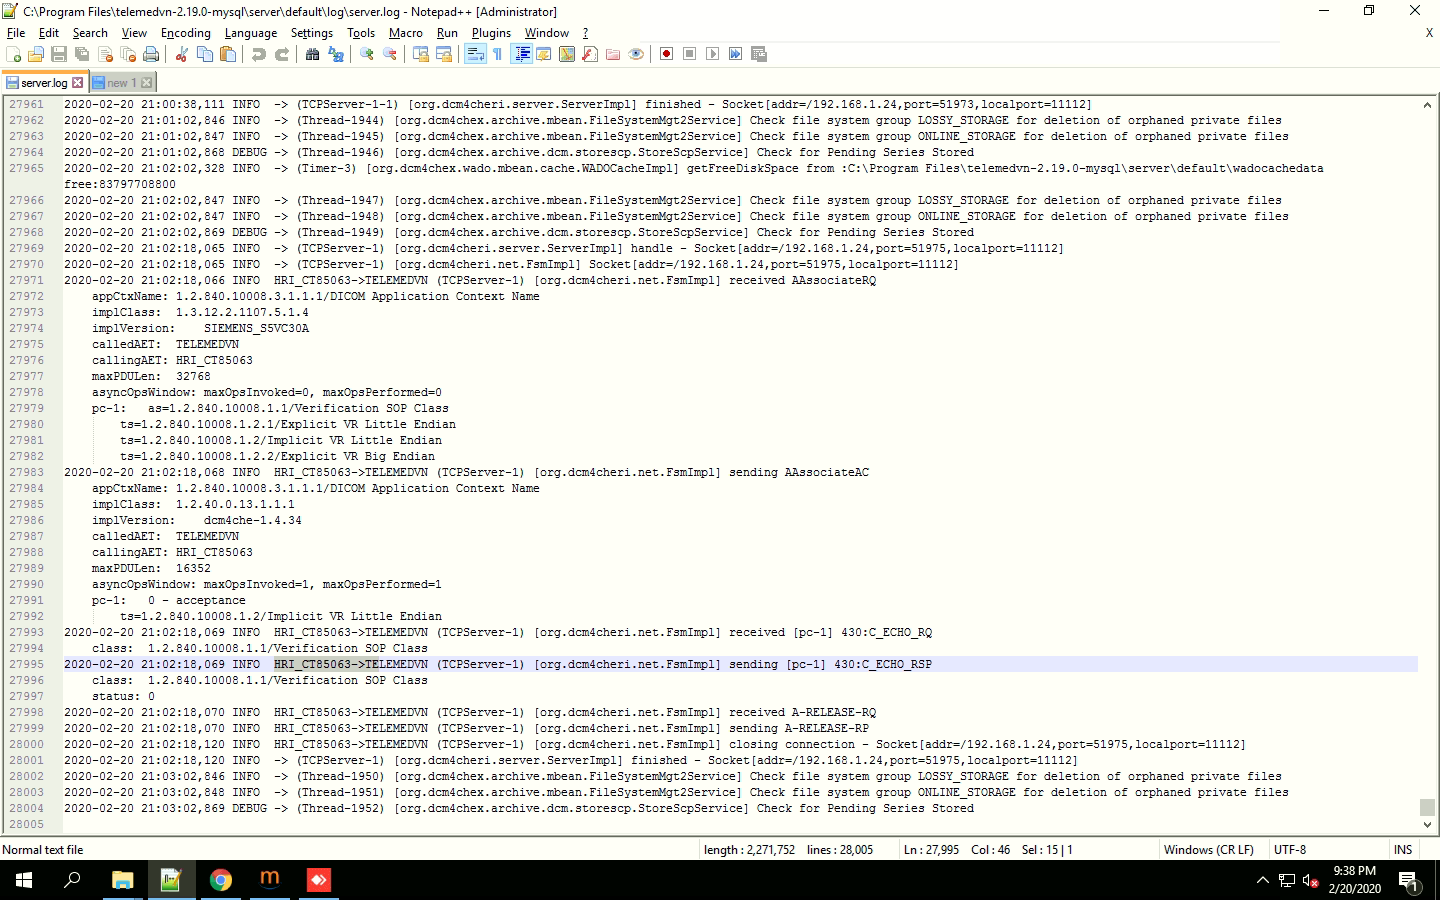 C:\Program Files\telemedvn-2.19.0-mysql\server\default\log\server.log - Notepad++ [Administrator]
File Edit Search View Encoding Language Settings Tools Macro Run Plugins Window ? X
server.log new 1
27961 2020-02-20 21:00:38,111 INFO -> (TCPServer-1-1) [org.dcm4cheri.server.ServerImpl] finished - Socket[addr=/192.168.1.24,port=51973,localport=11112]
27962 2020-02-20 21:01:02,846 INFO -> (Thread-1944) [org.dcm4chex.archive.mbean.FileSystemMgt2Service] Check file system group LOSSY_STORAGE for deletion of orphaned private files
27963 2020-02-20 21:01:02,847 INFO -> (Thread-1945) [org.dcm4chex.archive.mbean.FileSystemMgt2Service] Check file system group ONLINE_STORAGE for deletion of orphaned private files
27964 2020-02-20 21:01:02,868 DEBUG -> (Thread-1946) [org.dcm4chex.archive.dcm.storescp.StoreScpService] Check for Pending Series Stored
27965 2020-02-20 21:02:02,328 INFO -> (Timer-3) [org.dcm4chex.wado.mbean.cache.WADOCacheImpl] getFreeDiskSpace from :C:\Program Files\telemedvn-2.19.0-mysql\server\default\wadocachedata
free:83797708800
27966 2020-02-20 21:02:02,847 INFO -> (Thread-1947) [org.dcm4chex.archive.mbean.FileSystemMgt2Service] Check file system group LOSSY_STORAGE for deletion of orphaned private files
27967 2020-02-20 21:02:02,847 INFO -> (Thread-1948) [org.dcm4chex.archive.mbean.FileSystemMgt2Service] Check file system group ONLINE_STORAGE for deletion of orphaned private files
27968 2020-02-20 21:02:02,869 DEBUG -> (Thread-1949) [org.dcm4chex.archive.dcm.storescp.StoreScpService] Check for Pending Series Stored
27969 2020-02-20 21:02:18,065 INFO -> (TCPServer-1) [org.dcm4cheri.server.ServerImpl] handle - Socket[addr=/192.168.1.24,port=51975,localport=11112]
27970 2020-02-20 21:02:18,065 INFO -> (TCPServer-1) [org.dcm4cheri.net.FsmImpl] Socket[addr=/192.168.1.24,port=51975,localport=11112]
27971 2020-02-20 21:02:18,066 INFO HRI_CT85063->TELEMEDVN (TCPServer-1) [org.dcm4cheri.net.FsmImpl] received AAssociateRQ
27972 appCtxName: 1.2.840.10008.3.1.1.1/DICOM Application Context Name
27973 implClass: 1.3.12.2.1107.5.1.4
27974 implVersion: SIEMENS_S5VC30A
27975 calledAET: TELEMEDVN
27976 callingAET: HRI_CT85063
27977 maxPDULen: 32768
27978 asyncOpsWindow: maxOpsInvoked=0, maxOpsPerformed=0
27979 pc-1: as=1.2.840.10008.1.1/Verification SOP Class
27980 ts=1.2.840.10008.1.2.1/Explicit VR Little Endian
27981 ts=1.2.840.10008.1.2/Implicit VR Little Endian
27982 ts=1.2.840.10008.1.2.2/Explicit VR Big Endian
27983 2020-02-20 21:02:18,068 INFO HRI_CT85063->TELEMEDVN (TCPServer-1) [org.dcm4cheri.net.FsmImpl] sending AAssociateAC
27984 appCtxName: 1.2.840.10008.3.1.1.1/DICOM Application Context Name
27985 implClass: 1.2.40.0.13.1.1.1
27986 implVersion: dcm4che-1.4.34
27987 calledAET: TELEMEDVN
27988 callingAET: HRI_CT85063
27989 maxPDULen: 16352
27990 asyncOpsWindow: maxOpsInvoked=1, maxOpsPerformed=1
27991 pc-1: 0 - acceptance
27992 ts=1.2.840.10008.1.2/Implicit VR Little Endian
27993 2020-02-20 21:02:18,069 INFO HRI_CT85063->TELEMEDVN (TCPServer-1) [org.dcm4cheri.net.FsmImpl] received [pc-1] 430:C_ECHO_RQ
27994 class: 1.2.840.10008.1.1/Verification SOP Class
27995 2020-02-20 21:02:18,069 INFO HRI_CT85063->TELEMEDVN (TCPServer-1) [org.dcm4cheri.net.FsmImpl] sending [pc-1] 430:C_ECHO_RSP
27996 class: 1.2.840.10008.1.1/Verification SOP Class
27997 status: 0
27998 2020-02-20 21:02:18,070 INFO HRI_CT85063->TELEMEDVN (TCPServer-1) [org.dcm4cheri.net.FsmImpl] received A-RELEASE-RQ
27999 2020-02-20 21:02:18,070 INFO HRI_CT85063->TELEMEDVN (TCPServer-1) [org.dcm4cheri.net.FsmImpl] sending A-RELEASE-RP
28000 2020-02-20 21:02:18,120 INFO HRI_CT85063->TELEMEDVN (TCPServer-1) [org.dcm4cheri.net.FsmImpl] closing connection - Socket[addr=/192.168.1.24,port=51975,localport=11112]
28001 2020-02-20 21:02:18,120 INFO -> (TCPServer-1) [org.dcm4cheri.server.ServerImpl] finished - Socket[addr=/192.168.1.24,port=51975,localport=11112]
28002 2020-02-20 21:03:02,846 INFO -> (Thread-1950) [org.dcm4chex.archive.mbean.FileSystemMgt2Service] Check file system group LOSSY_STORAGE for deletion of orphaned private files
28003 2020-02-20 21:03:02,848 INFO -> (Thread-1951) [org.dcm4chex.archive.mbean.FileSystemMgt2Service] Check file system group ONLINE_STORAGE for deletion of orphaned private files
28004 2020-02-20 21:03:02,869 DEBUG -> (Thread-1952) [org.dcm4chex.archive.dcm.storescp.StoreScpService] Check for Pending Series Stored
28005
Normal text file length : 2,271,752 lines : 28,005 Ln : 27,995 Col : 46 Sel : 15 | 1 Windows (CR LF) UTF-8 INS
9:38 PM
2/20/2020
1